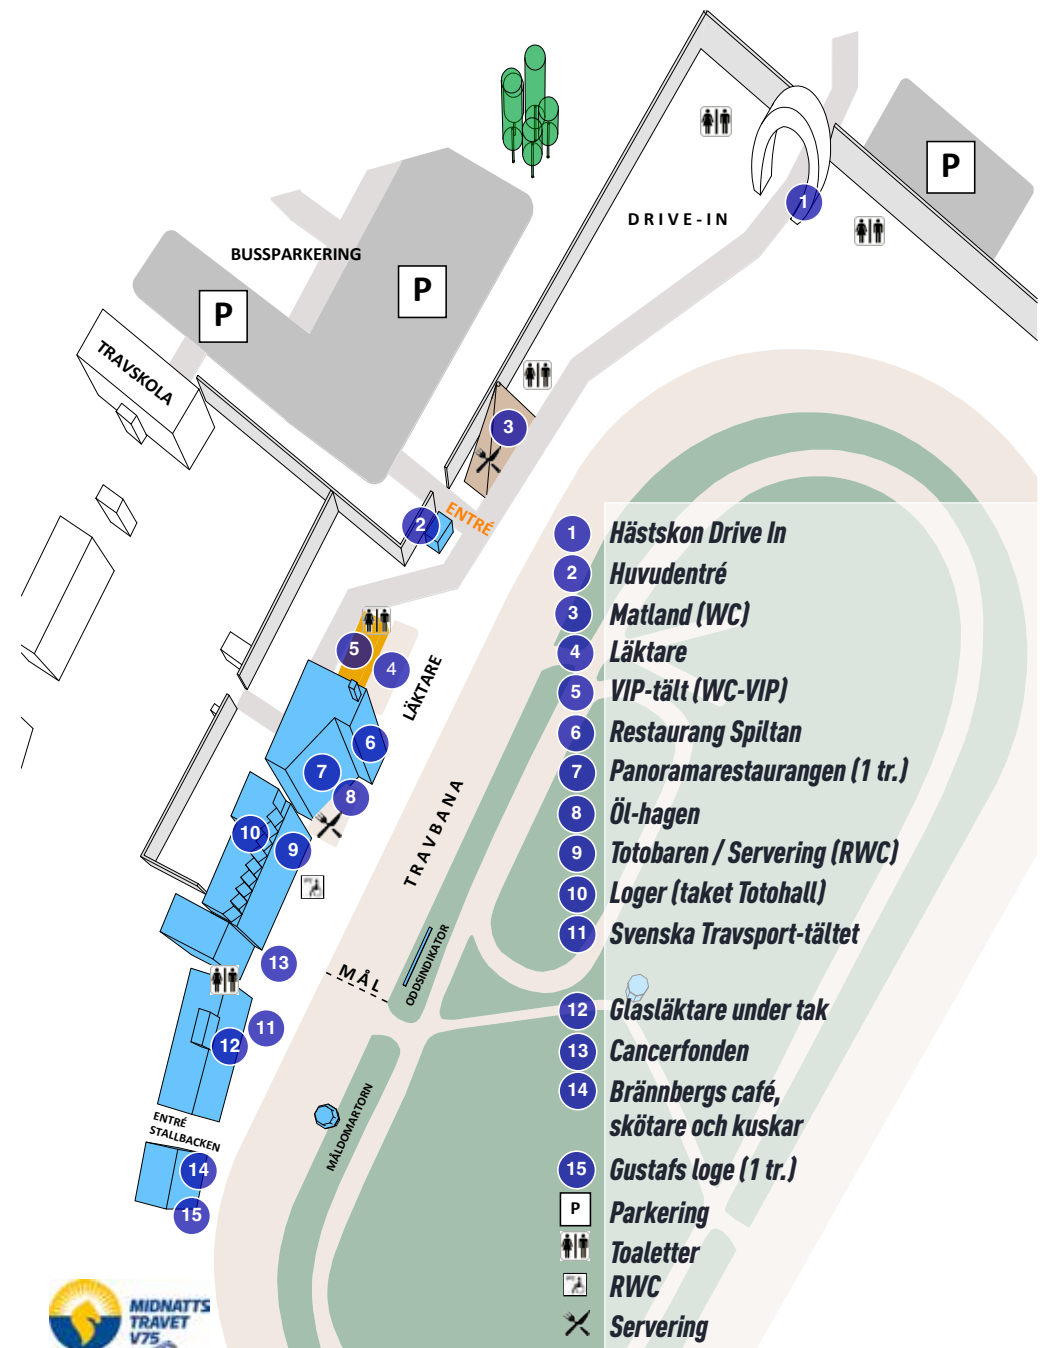 P
1
DRIVE-IN
BUSSPARKERING
P
P
TRAVSKOLA
3
2
ENTRÉ
5
4
LÄKTARE
6
7
8
10
9
TRAVBANA
13
MÅL
ODDSINDIKATOR
11
12
MÅLDOMARTORN
ENTRÉ
STALLBACKEN
14
15
1 Hästskon Drive In
2 Huvudentré
3 Matland (WC)
4 Läktare
5 VIP-tält (WC-VIP)
6 Restaurang Spiltan
7 Panoramarestaurangen (1 tr.)
8 Öl-hagen
9 Totobaren / Servering (RWC)
10 Loger (taket Totohall)
11 Svenska Travsport-tältet
12 Glasläktare under tak
13 Cancerfonden
14 Brännbergs café,
skötare och kuskar
15 Gustafs loge (1 tr.)
P Parkering
Toaletter
RWC
Servering
MIDNATTS
TRAVET
V75